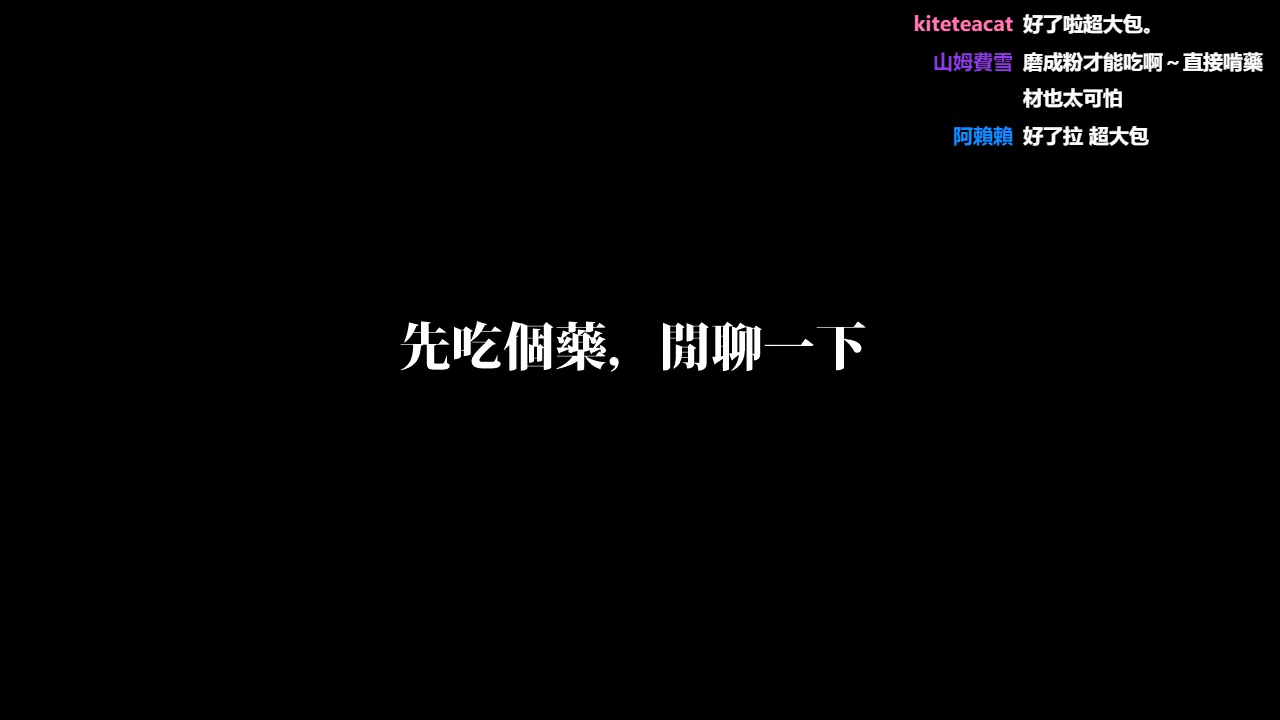 kiteteacat 好了啦超大包。
山姆費雪 磨成粉才能吃啊～直接啃藥
材也太可怕
阿賴賴 好了拉 超大包
先吃個藥，閒聊一下